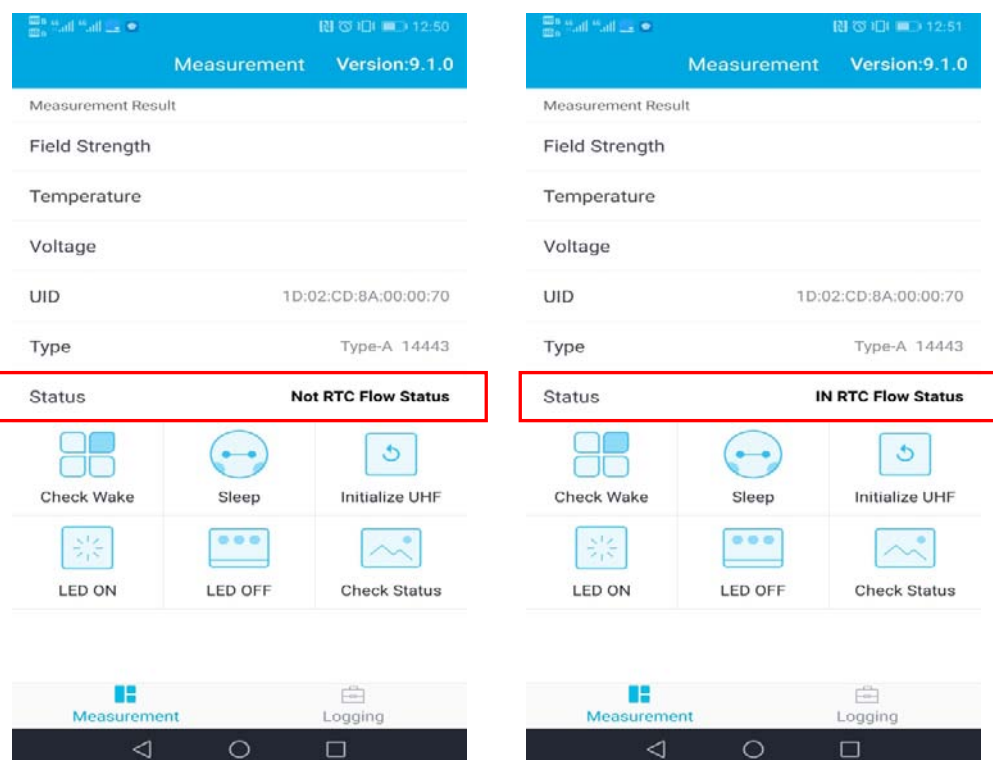 12:50
Measurement Version:9.1.0
Measurement Result
Field Strength
Temperature
Voltage
UID 1D:02:CD:8A:00:00:70
Type Type-A 14443
Status Not RTC Flow Status
Check Wake Sleep Initialize UHF
LED ON LED OFF Check Status
Measurement Logging
12:51
Measurement Version:9.1.0
Measurement Result
Field Strength
Temperature
Voltage
UID 1D:02:CD:8A:00:00:70
Type Type-A 14443
Status IN RTC Flow Status
Check Wake Sleep Initialize UHF
LED ON LED OFF Check Status
Measurement Logging